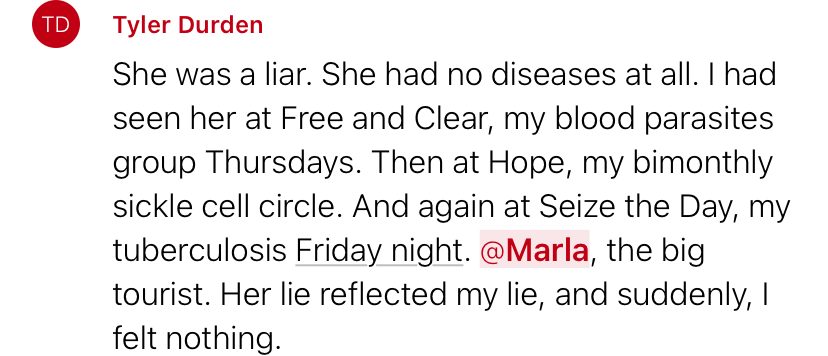 TD
Tyler Durden
She was a liar. She had no diseases at all. I had
seen her at Free and Clear, my blood parasites
group Thursdays. Then at Hope, my bimonthly
sickle cell circle. And again at Seize the Day, my
tuberculosis Friday night. @Marla, the big
tourist. Her lie reflected my lie, and suddenly, I
felt nothing.